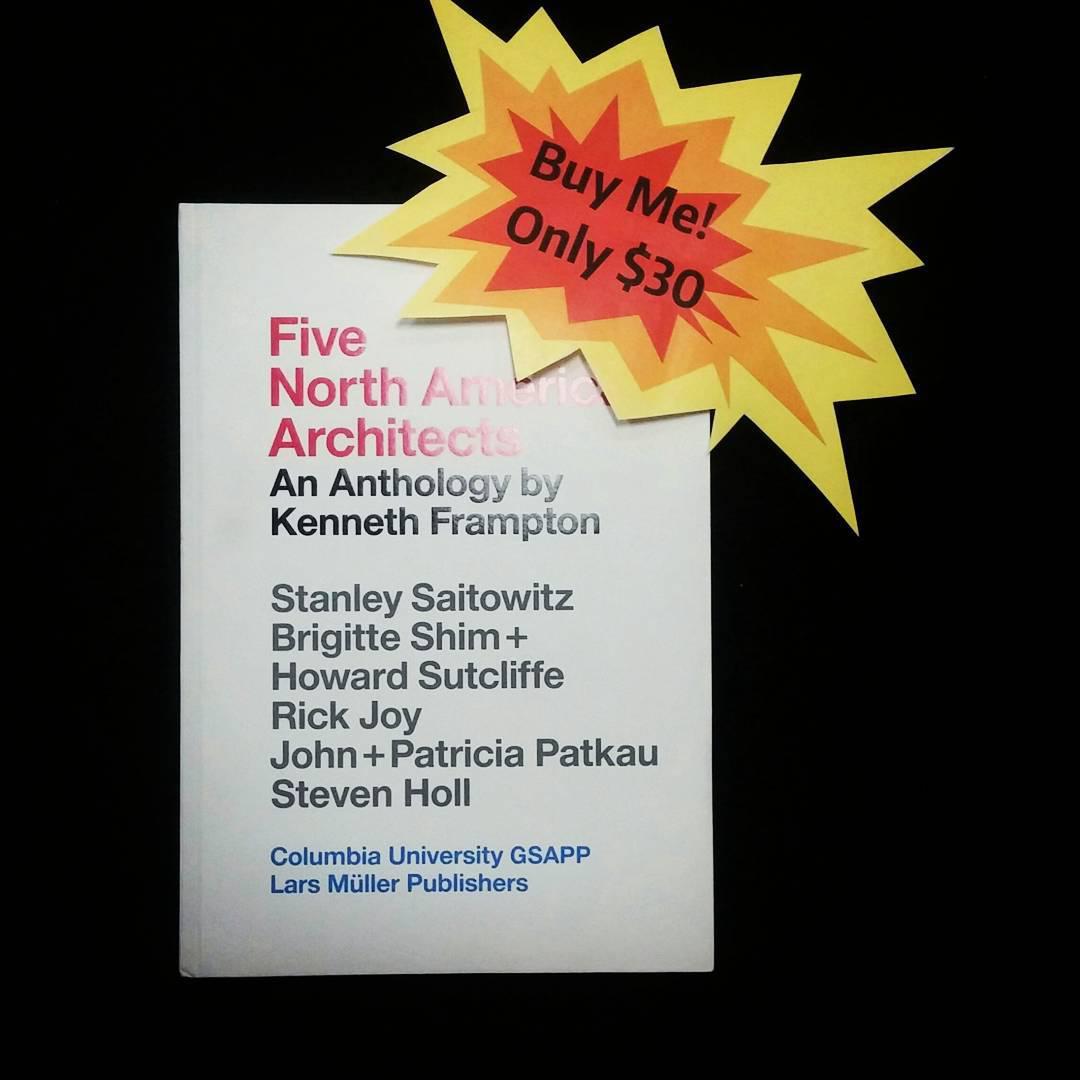 Buy Me!
Only $30
Five
North America
Architects
An Anthology by
Kenneth Frampton
Stanley Saitowitz
Brigitte Shim+
Howard Sutcliffe
Rick Joy
John+Patricia Patkau
Steven Holl
Columbia University GSAPP
Lars Müller Publishers